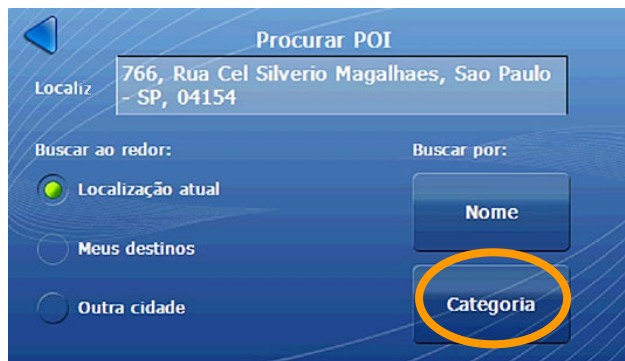 Procurar POI
Localiz
766, Rua Cel Silverio Magalhaes, Sao Paulo
- SP, 04154
Buscar ao redor:
Buscar por:
Localização atual
Nome
Meus destinos
Outra cidade
Categoria